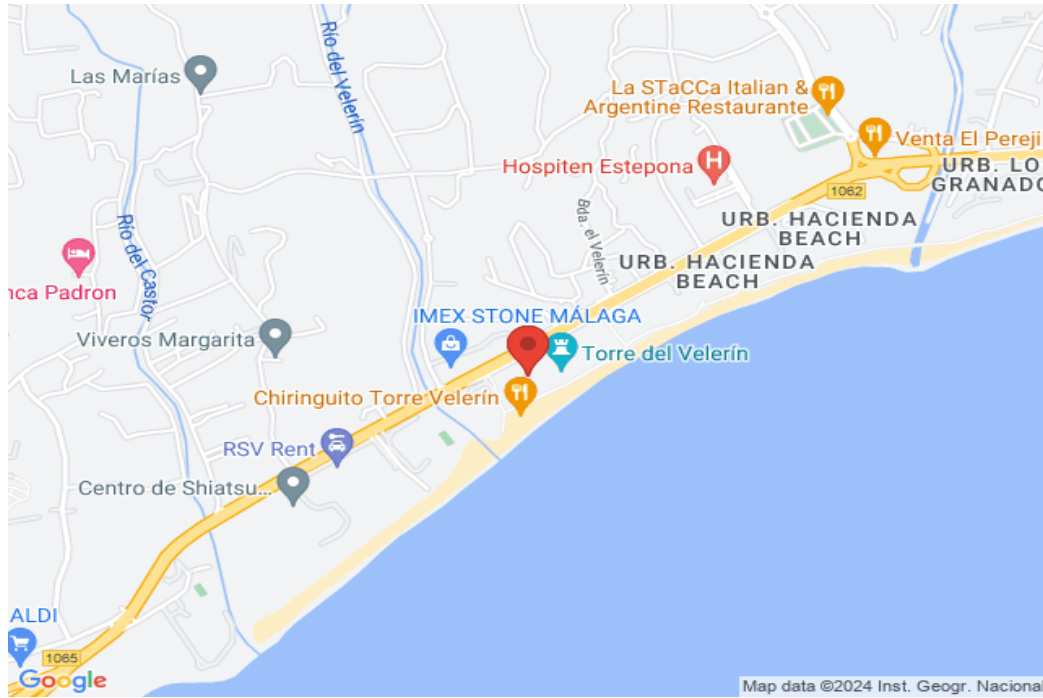 Río del Velerín
Las Marías
La STaCCa Italian &
Argentine Restaurante
Venta El Pereji
Hospiten Estepona
URB. LO
GRANADO
1062
Bda. el Velerín
URB. HACIENDA
BEACH
URB. HACIENDA
BEACH
Río del Castor
nca Padron
IMEX STONE MÁLAGA
Viveros Margarita
Torre del Velerín
Chiringuito Torre Velerín
RSV Rent
Centro de Shiatsu...
ALDI
1065
Google
Map data ©2024 Inst. Geogr. Nacional